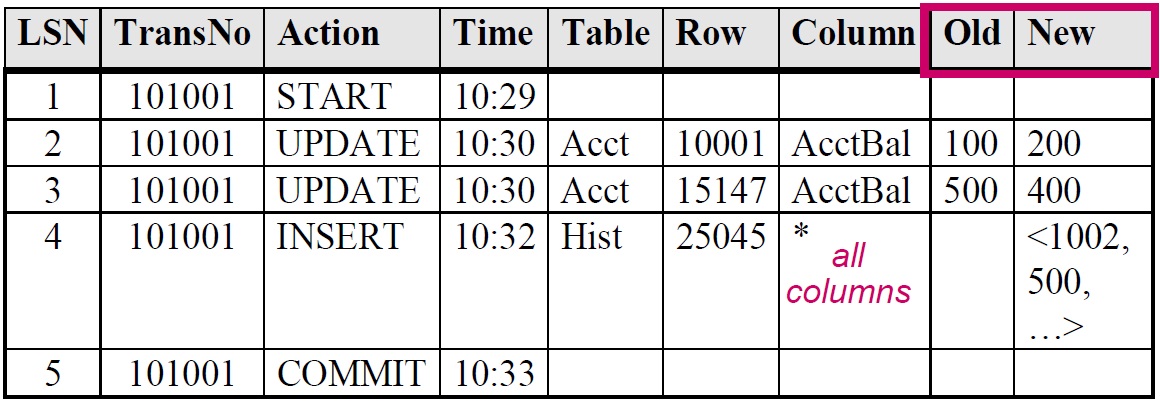 LSN TransNo Action Time Table Row Column Old New
1 101001 START 10:29
2 101001 UPDATE 10:30 Acct 10001 AcctBal 100 200
3 101001 UPDATE 10:30 Acct 15147 AcctBal 500 400
4 101001 INSERT 10:32 Hist 25045 * <1002,
all 500,
columns …>
5 101001 COMMIT 10:33